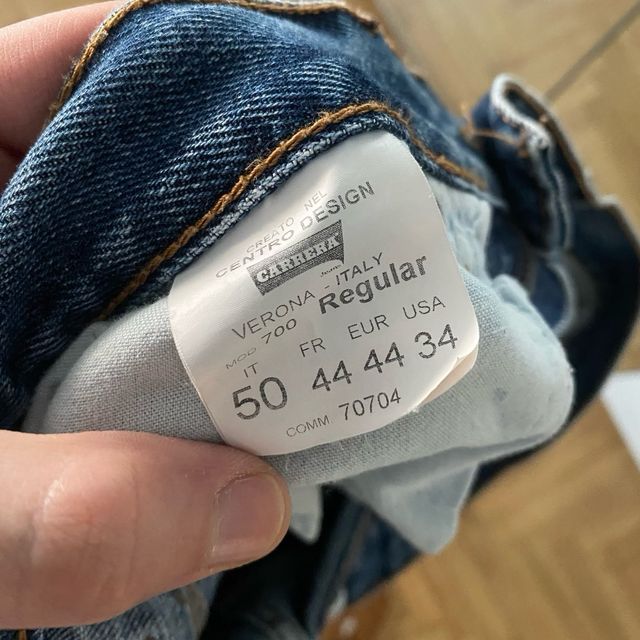 CREATO NEL
CENTRO DESIGN
CARRERA
VERONA - ITALY
MOD 700 Regular
IT FR EUR USA
50 44 44 34
COMM. 70704